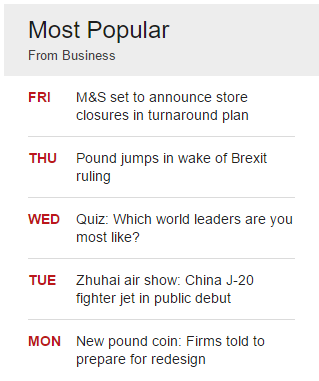 Most Popular
From Business
FRI M&S set to announce store
closures in turnaround plan
THU Pound jumps in wake of Brexit
ruling
WED Quiz: Which world leaders are you
most like?
TUE Zhuhai air show: China J-20
fighter jet in public debut
MON New pound coin: Firms told to
prepare for redesign